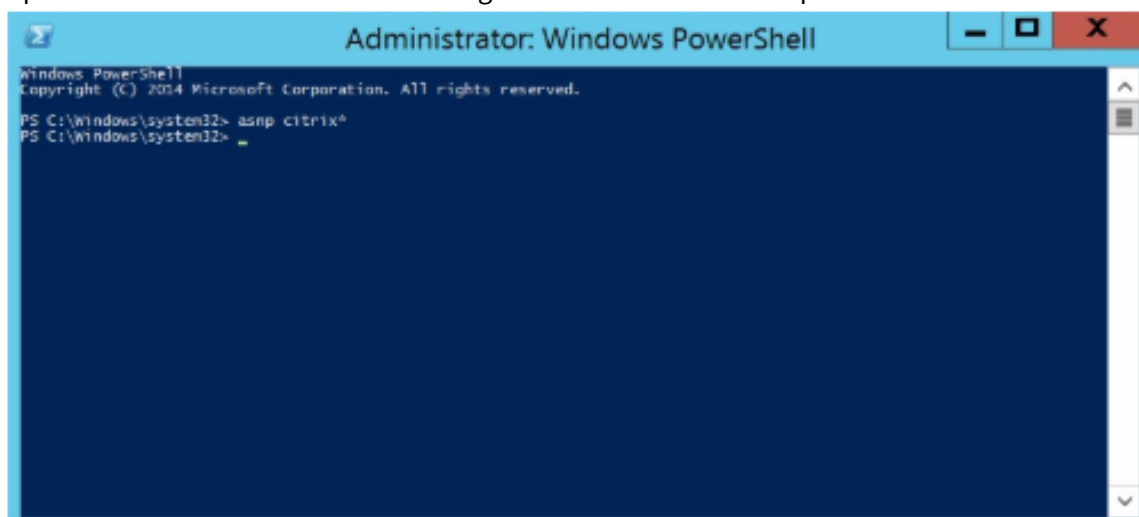 Administrator: Windows PowerShell
Windows PowerShell
Copyright (C) 2014 Microsoft Corporation. All rights reserved.
PS C:\Windows\system32> asnp citrix*
PS C:\Windows\system32> _